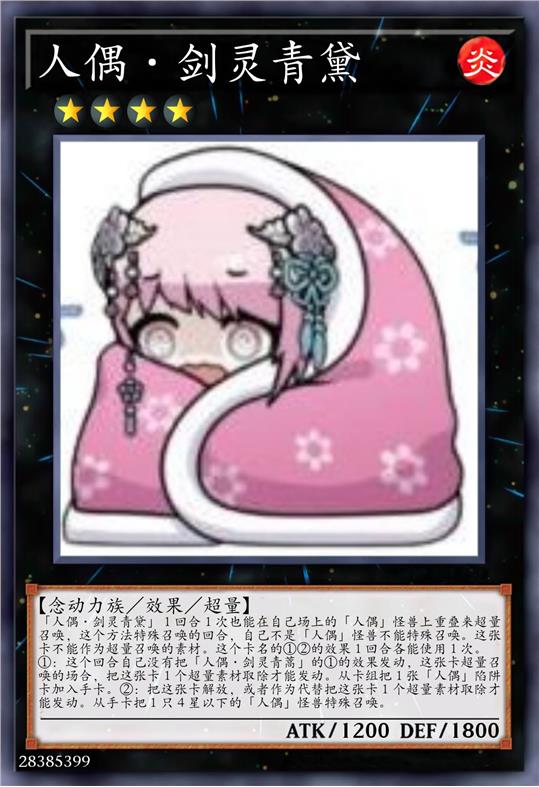 人偶·剑灵青黛
炎
【念动力族／效果／超量】
「人偶·剑灵青黛」1回合1次也能在自己场上的「人偶」怪兽上重叠来超量
召唤，这个方法特殊召唤的回合，自己不是「人偶」怪兽不能特殊召唤。这张
卡不能作为超量召唤的素材。这个卡名的①②的效果1回合各能使用1次。
①：这个回合自己没有把「人偶·剑灵青蒿」的①的效果发动，这张卡超量召
唤的场合，把这张卡1个超量素材取除才能发动。从卡组把1张「人偶」陷阱
卡加入手卡。②：把这张卡解放，或者作为代替把这张卡1个超量素材取除才
能发动。从手卡把1只4星以下的「人偶」怪兽特殊召唤。
ATK/1200 DEF/1800
28385399